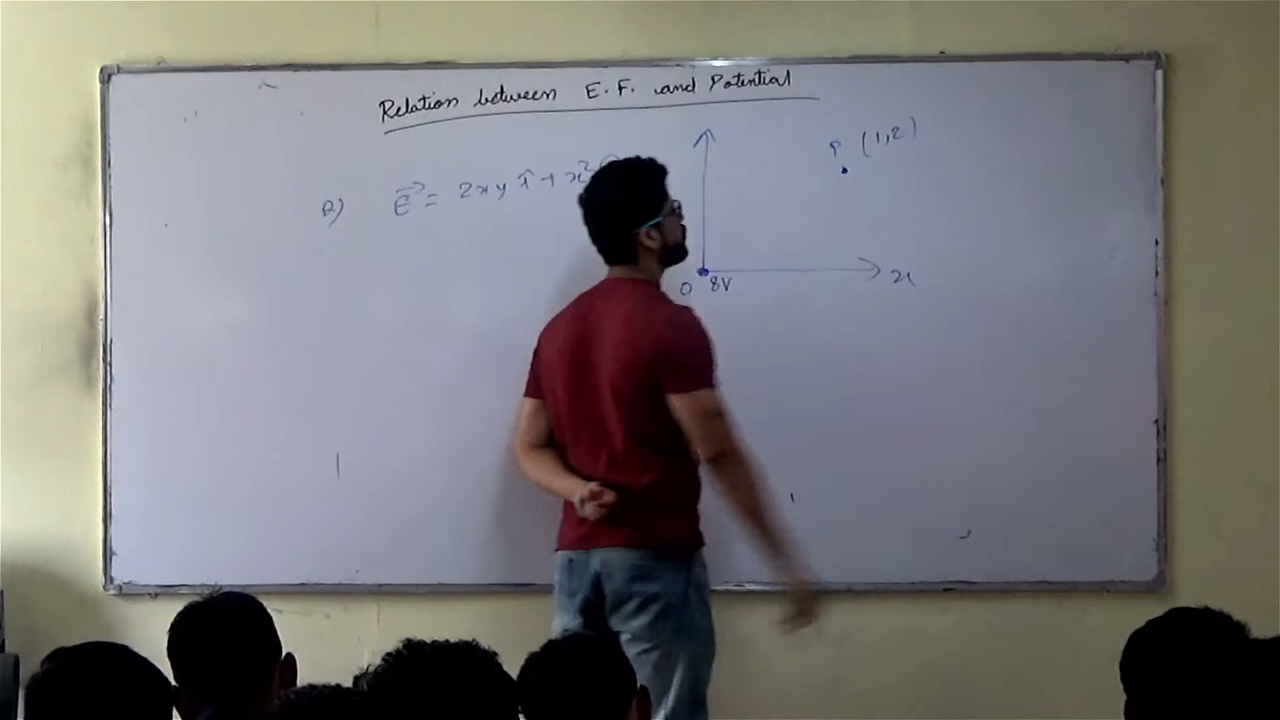 Relation between E.F. and Potential
Q) E⃗ = 2xy î + x²
P (1,2)
O 8V
x